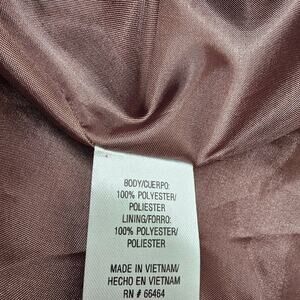 BODY/CUERPO:
100% POLYESTER/
POLIESTER
LINING/FORRO:
100% POLYESTER/
POLIESTER
MADE IN VIETNAM/
HECHO EN VIETNAM
RN # 66464